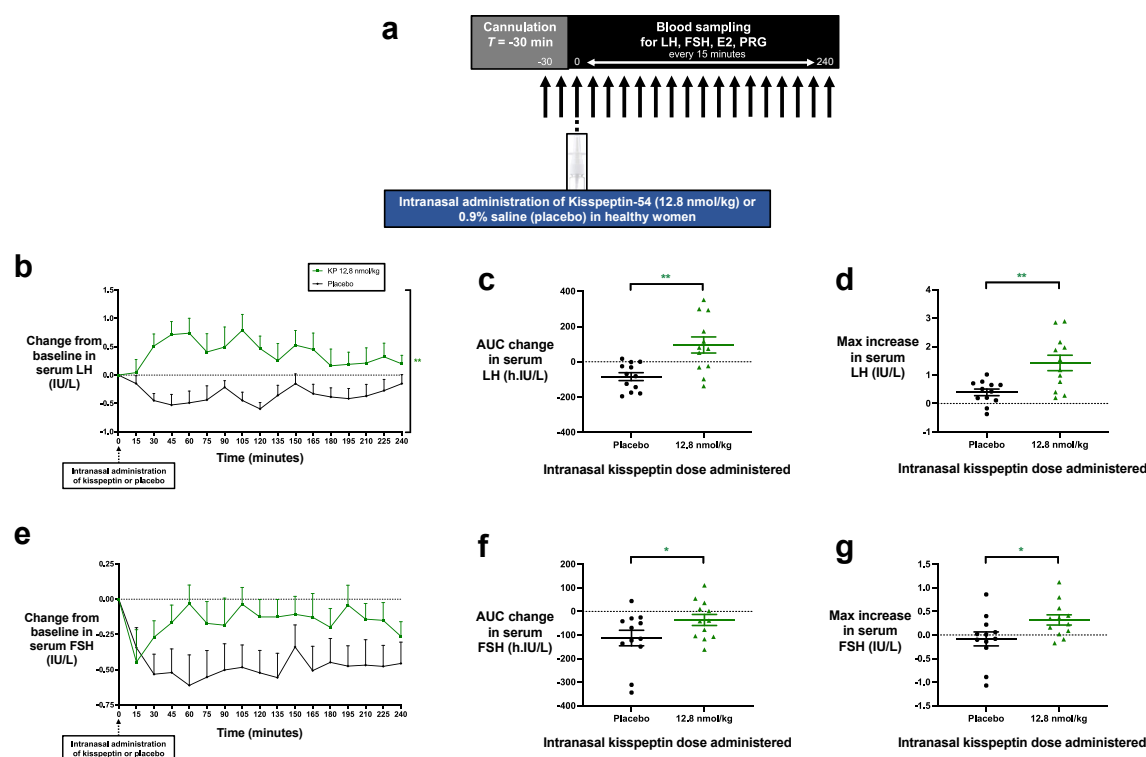 a
Cannulation
T = -30 min
-30
Blood sampling
for LH, FSH, E2, PRG
every 15 minutes
0
240
Intranasal administration of Kisspeptin-54 (12.8 nmol/kg) or
0.9% saline (placebo) in healthy women
b
KP 12.8 nmol/kg
Placebo
Change from
baseline in
serum LH
(IU/L)
1.5
1.0
0.5
0.0
-0.5
-1.0
**
0 15 30 45 60 75 90 105 120 135 150 165 180 195 210 225 240
Time (minutes)
Intranasal administration
of kisspeptin or placebo
c
**
AUC change
in serum
LH (h.IU/L)
400
200
0
-200
-400
Placebo 12.8 nmol/kg
Intranasal kisspeptin dose administered
d
**
Max increase
in serum
LH (IU/L)
4
3
2
1
0
-1
Placebo 12.8 nmol/kg
Intranasal kisspeptin dose administered
e
Change from
baseline in
serum FSH
(IU/L)
0.25
0.00
-0.25
-0.50
-0.75
0 15 30 45 60 75 90 105 120 135 150 165 180 195 210 225 240
Time (minutes)
Intranasal administration
of kisspeptin or placebo
f
*
AUC change
in serum
FSH (h.IU/L)
200
100
0
-100
-200
-300
-400
Placebo 12.8 nmol/kg
Intranasal kisspeptin dose administered
g
*
Max increase
in serum
FSH (IU/L)
1.5
1.0
0.5
0.0
-0.5
-1.0
-1.5
Placebo 12.8 nmol/kg
Intranasal kisspeptin dose administered